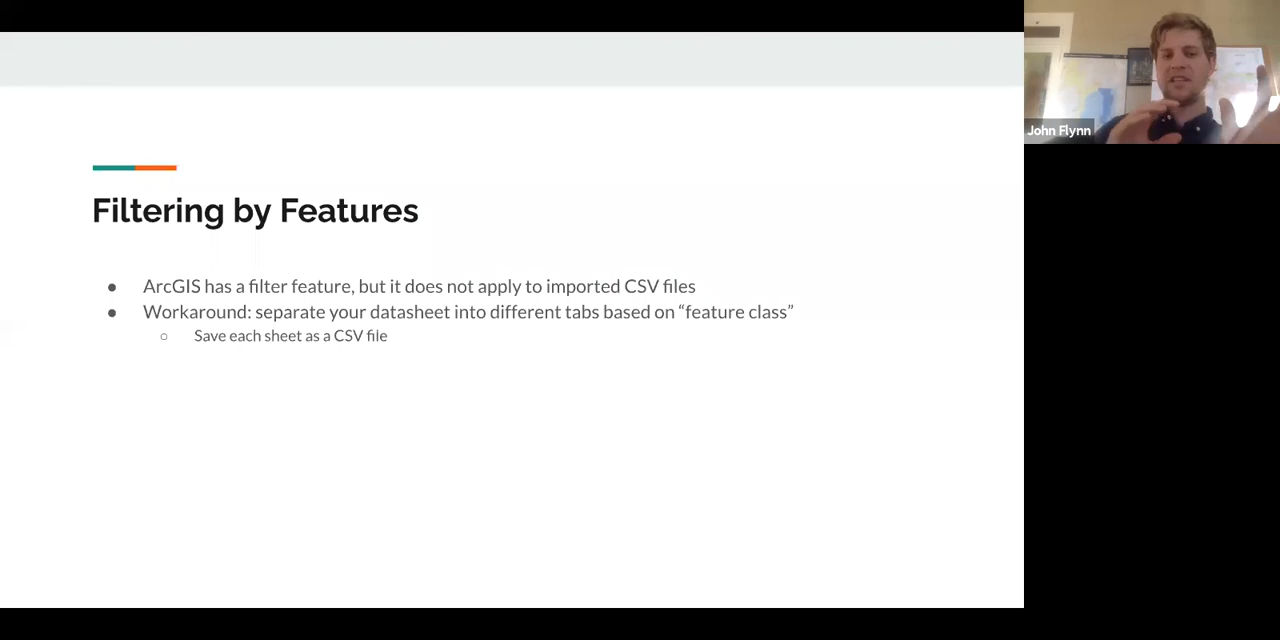 Filtering by Features
● ArcGIS has a filter feature, but it does not apply to imported CSV files
● Workaround: separate your datasheet into different tabs based on “feature class”
○ Save each sheet as a CSV file
John Flynn